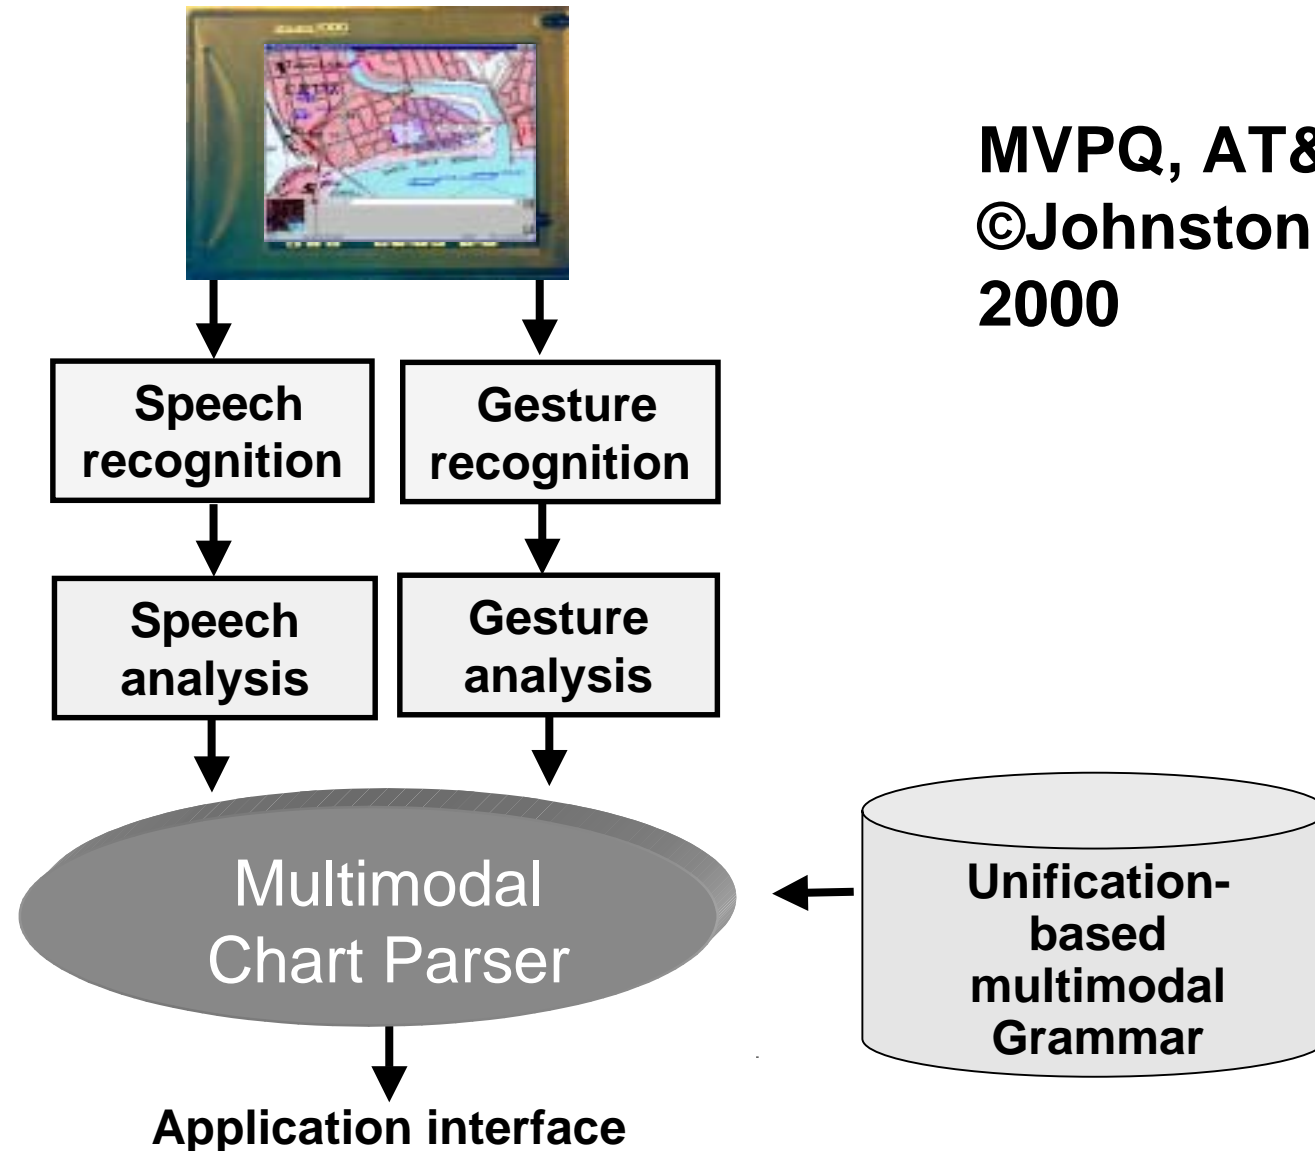 MVPQ, AT&
©Johnston
2000
Speech
recognition
Gesture
recognition
Speech
analysis
Gesture
analysis
Multimodal
Chart Parser
Unification-
based
multimodal
Grammar
Application interface